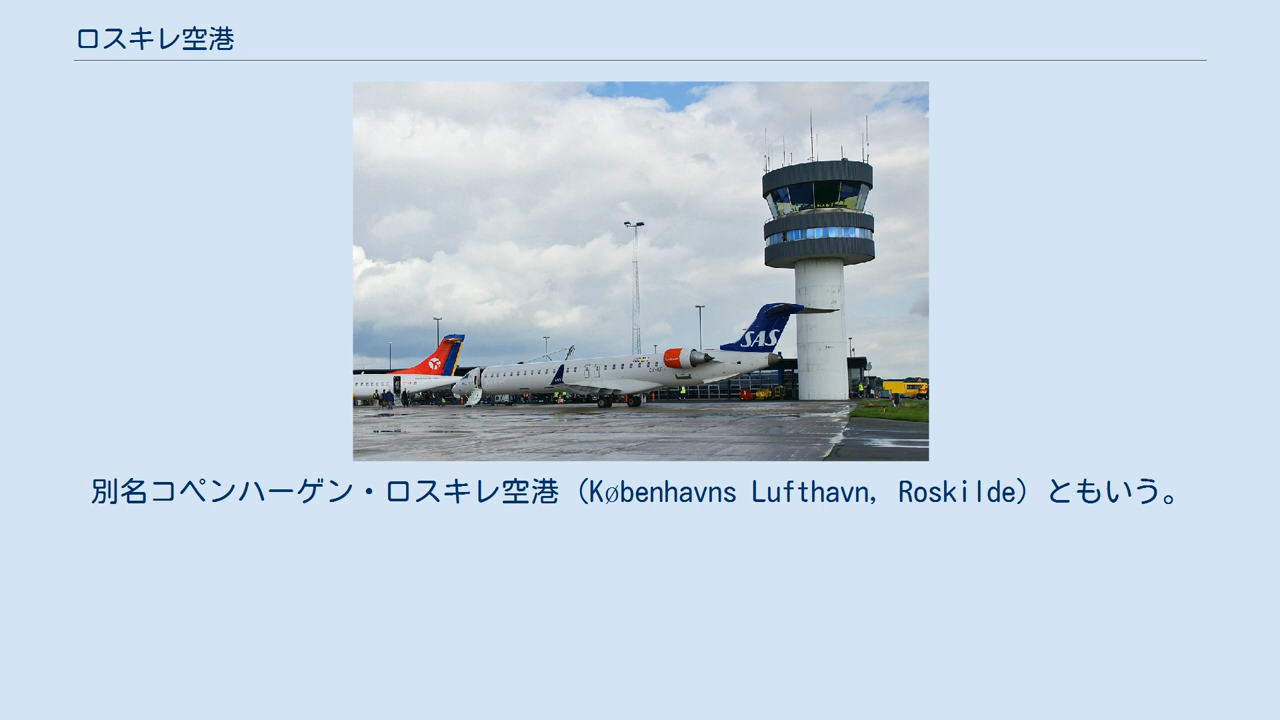 ロスキレ空港
SAS
別名コペンハーゲン・ロスキレ空港（Københavns Lufthavn, Roskilde）ともいう。